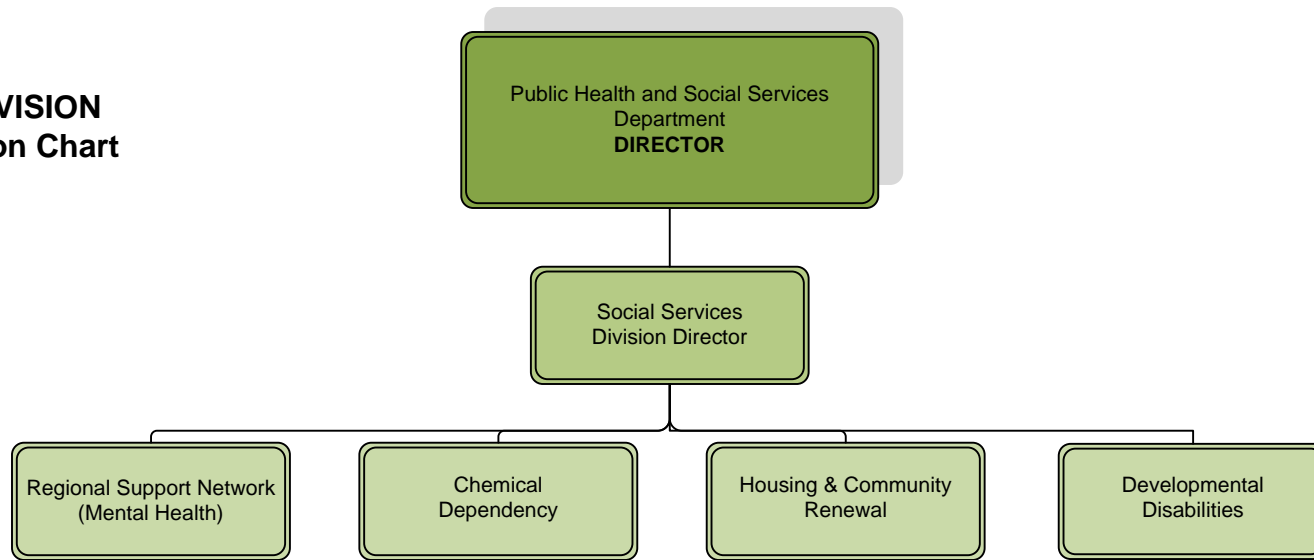 VISION
on Chart
Public Health and Social Services
Department
DIRECTOR
Social Services
Division Director
Regional Support Network
(Mental Health)
Chemical
Dependency
Housing & Community
Renewal
Developmental
Disabilities